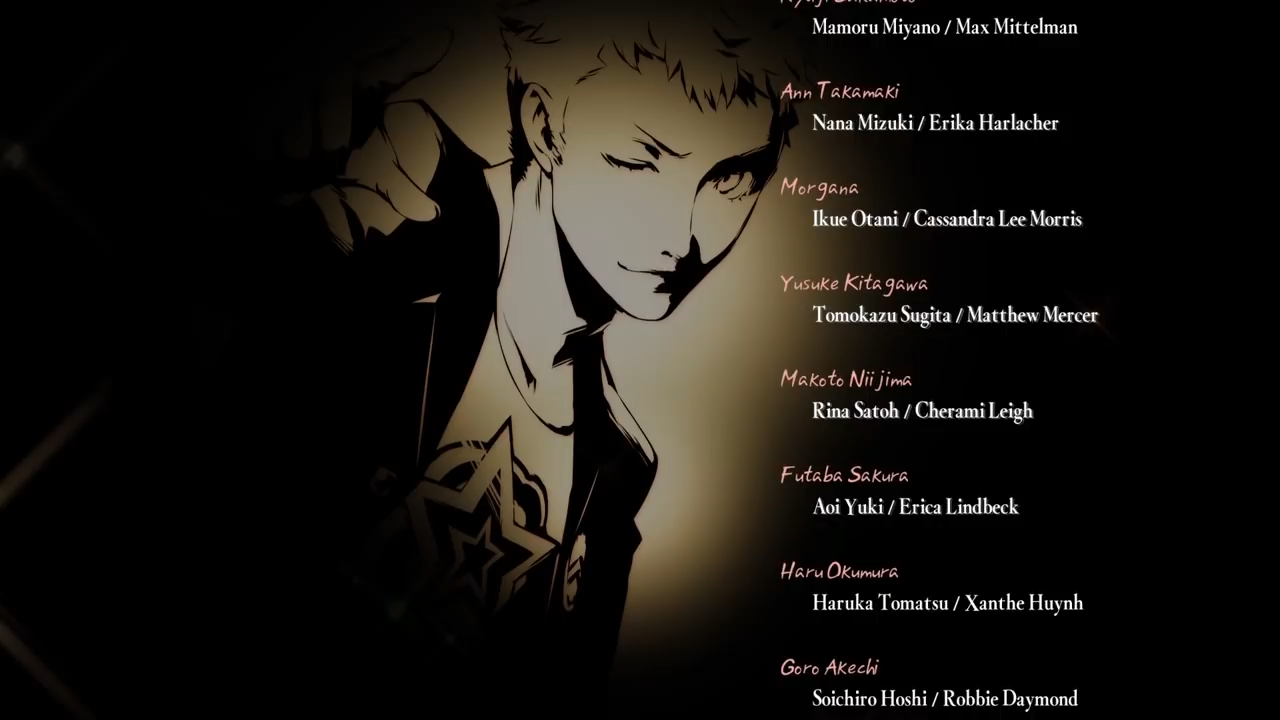 Ryuji Sakamoto
Mamoru Miyano / Max Mittelman
Ann Takamaki
Nana Mizuki / Erika Harlacher
Morgana
Ikue Otani / Cassandra Lee Morris
Yusuke Kitagawa
Tomokazu Sugita / Matthew Mercer
Makoto Niijima
Rina Satoh / Cherami Leigh
Futaba Sakura
Aoi Yuki / Erica Lindbeck
Haru Okumura
Haruka Tomatsu / Xanthe Huynh
Goro Akechi
Soichiro Hoshi / Robbie Daymond